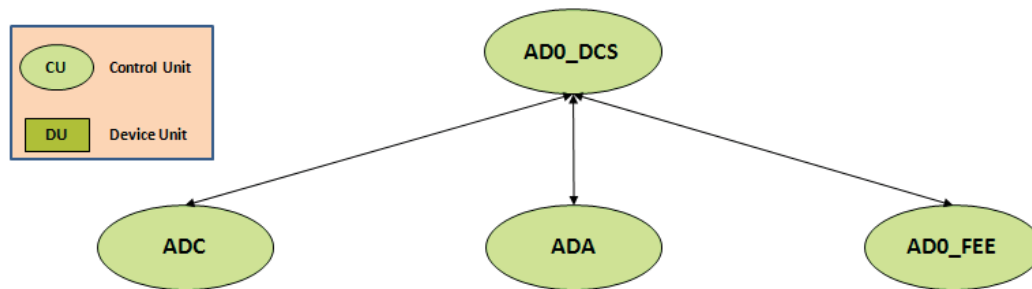 AD0_DCS
CU Control Unit
DU Device Unit
ADC
ADA
AD0_FEE